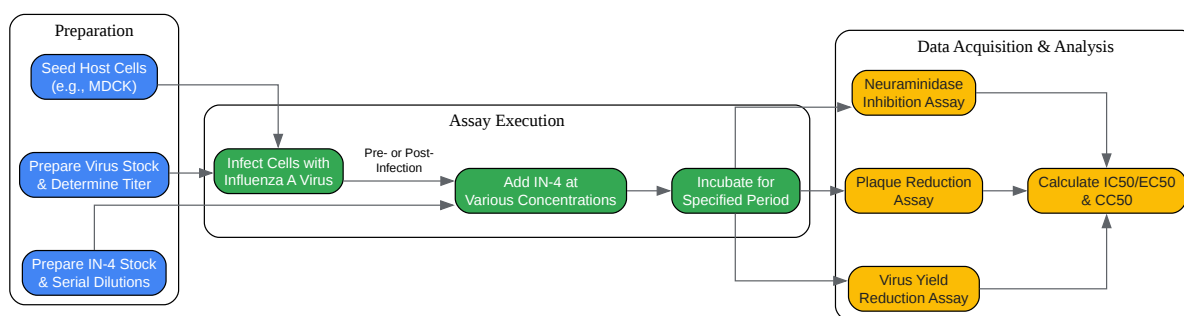 Preparation
Seed Host Cells
(e.g., MDCK)
Prepare Virus Stock
& Determine Titer
Prepare IN-4 Stock
& Serial Dilutions
Assay Execution
Infect Cells with
Influenza A Virus
Pre- or Post-
Infection
Add IN-4 at
Various Concentrations
Incubate for
Specified Period
Data Acquisition & Analysis
Neuraminidase
Inhibition Assay
Plaque Reduction
Assay
Virus Yield
Reduction Assay
Calculate IC50/EC50
& CC50